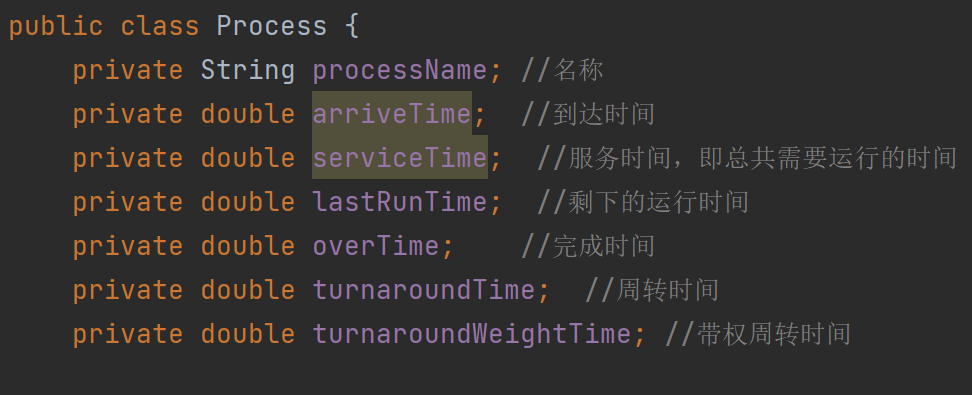 public class Process {
private String processName; //名称
private double arriveTime; //到达时间
private double serviceTime; //服务时间，即总共需要运行的时间
private double lastRunTime; //剩下的运行时间
private double overTime; //完成时间
private double turnaroundTime; //周转时间
private double turnaroundWeightTime; //带权周转时间